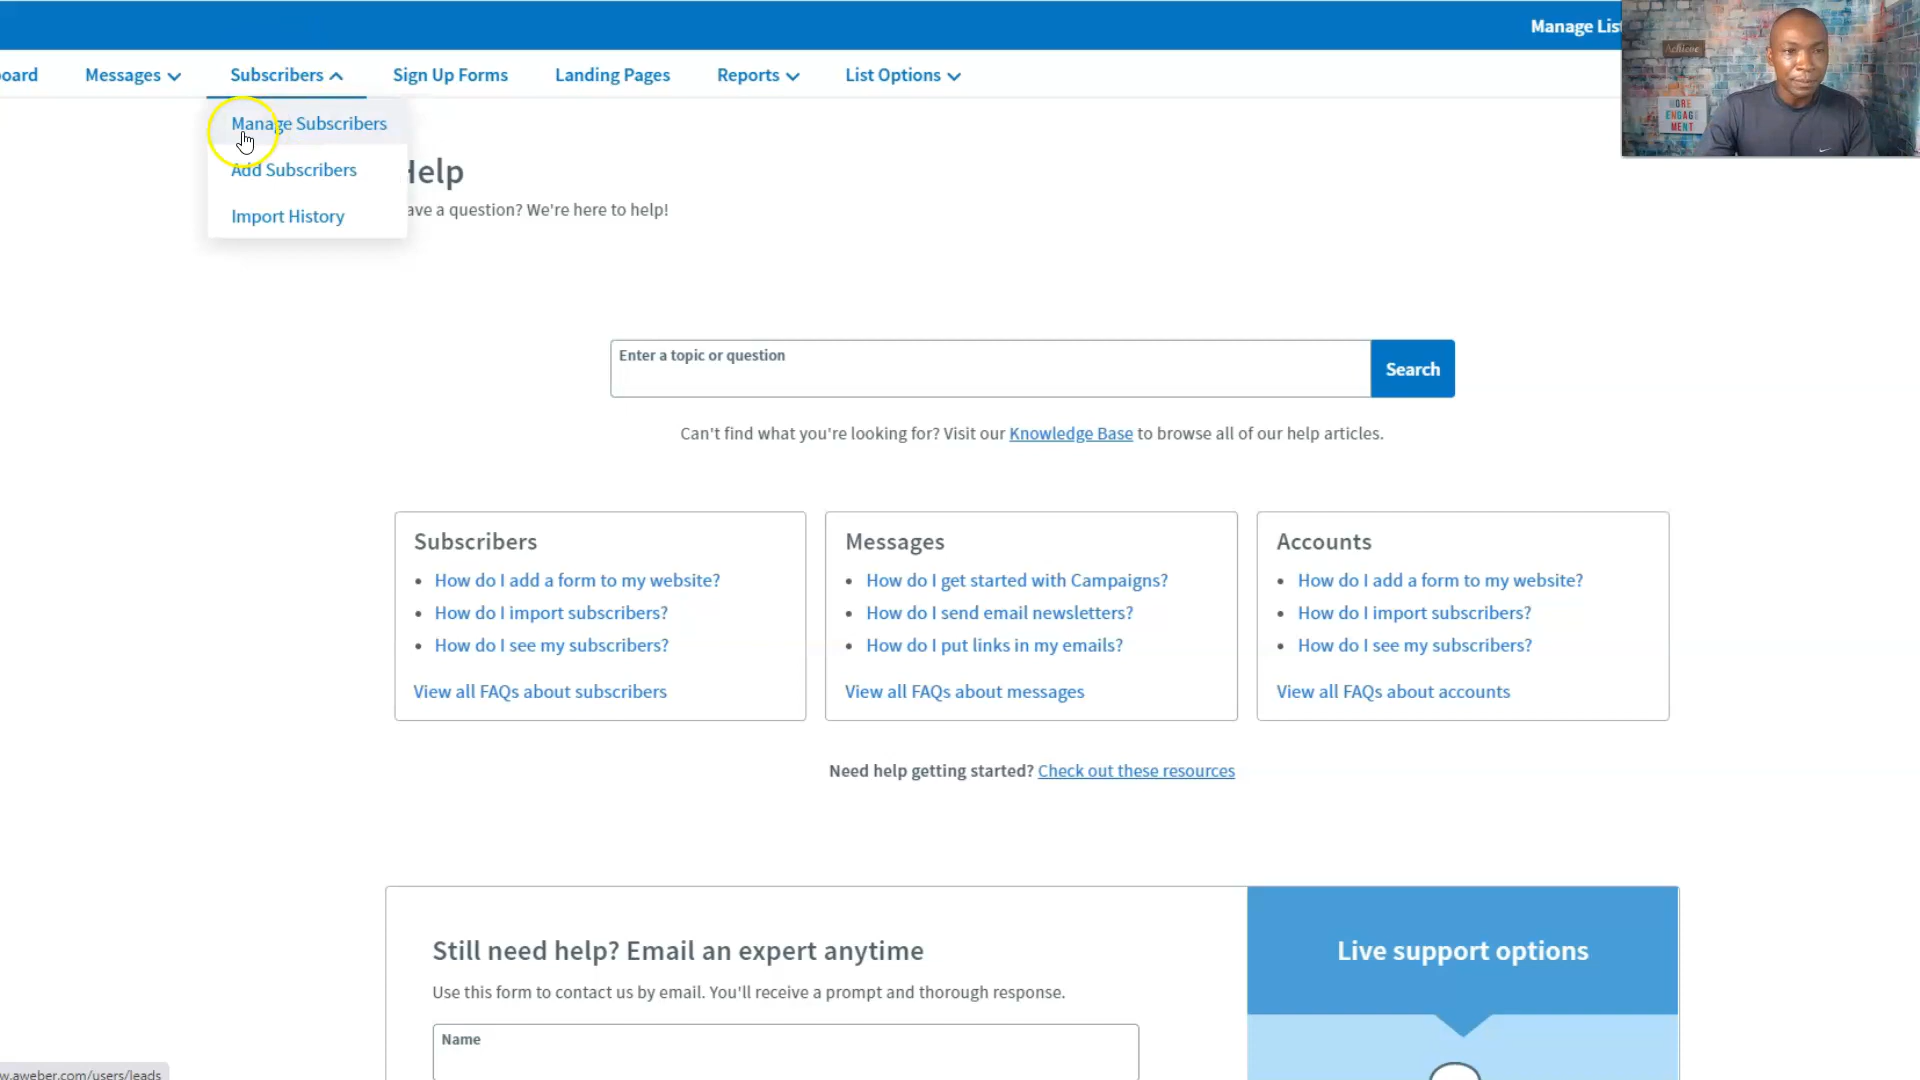 Manage Lis
Achieve
MORE
ENGAGE
MENT
oard
Messages
Subscribers
Sign Up Forms
Landing Pages
Reports
List Options
Manage Subscribers
Add Subscribers
Import History
Help
ave a question? We're here to help!
Enter a topic or question
Search
Can't find what you're looking for? Visit our Knowledge Base to browse all of our help articles.
Subscribers
• How do I add a form to my website?
• How do I import subscribers?
• How do I see my subscribers?
View all FAQs about subscribers
Messages
• How do I get started with Campaigns?
• How do I send email newsletters?
• How do I put links in my emails?
View all FAQs about messages
Accounts
• How do I add a form to my website?
• How do I import subscribers?
• How do I see my subscribers?
View all FAQs about accounts
Need help getting started? Check out these resources
Still need help? Email an expert anytime
Use this form to contact us by email. You'll receive a prompt and thorough response.
Name
Live support options
w.aweber.com/users/leads